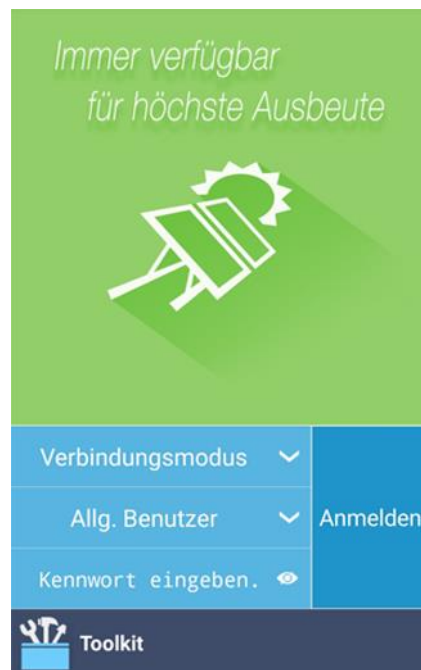 Immer verfügbar
für höchste Ausbeute
Verbindungsmodus
Allg. Benutzer
Anmelden
Kennwort eingeben.
Toolkit